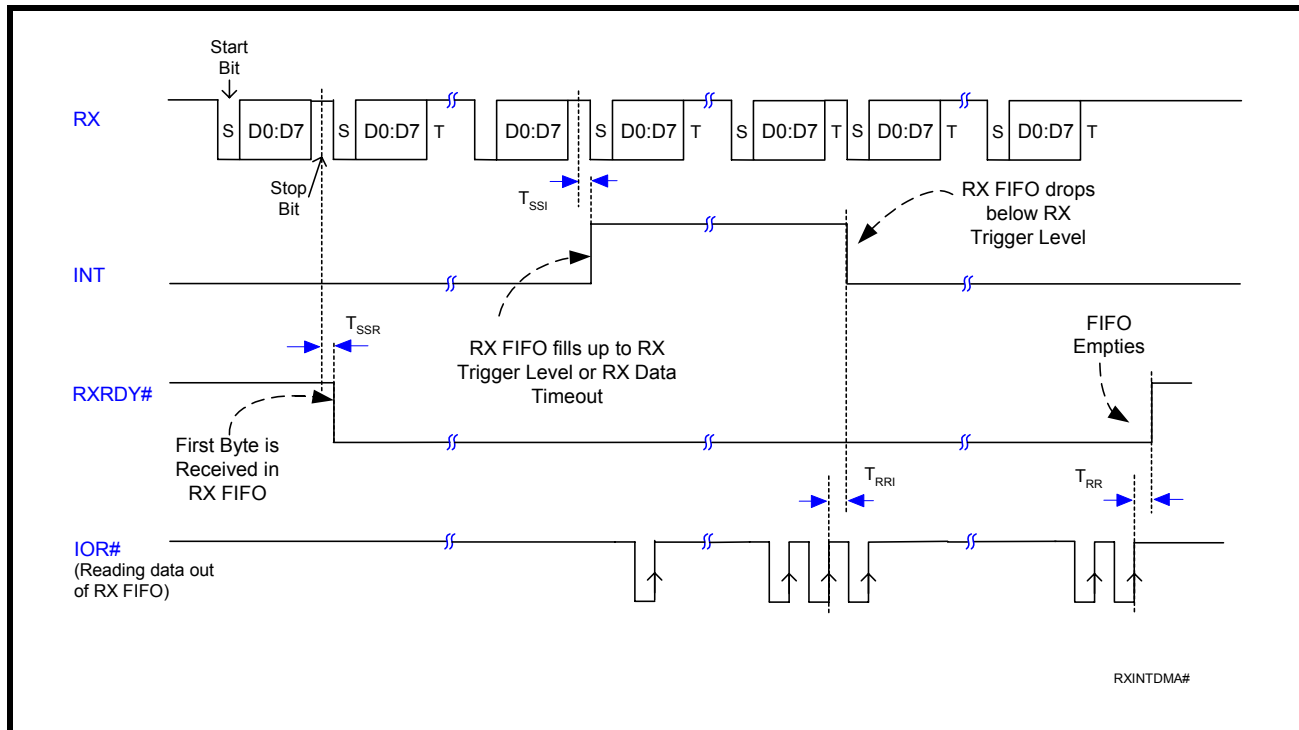 Start
Bit
RX
S D0:D7 S D0:D7 T D0:D7 S D0:D7 T S D0:D7 T S D0:D7 T S D0:D7 T
Stop
Bit
TSSI
RX FIFO drops
below RX
Trigger Level
INT
TSSR
RX FIFO fills up to RX
Trigger Level or RX Data
Timeout
FIFO
Empties
RXRDY#
First Byte is
Received in
RX FIFO
TRRI
TRR
IOR#
(Reading data out
of RX FIFO)
RXINTDMA#